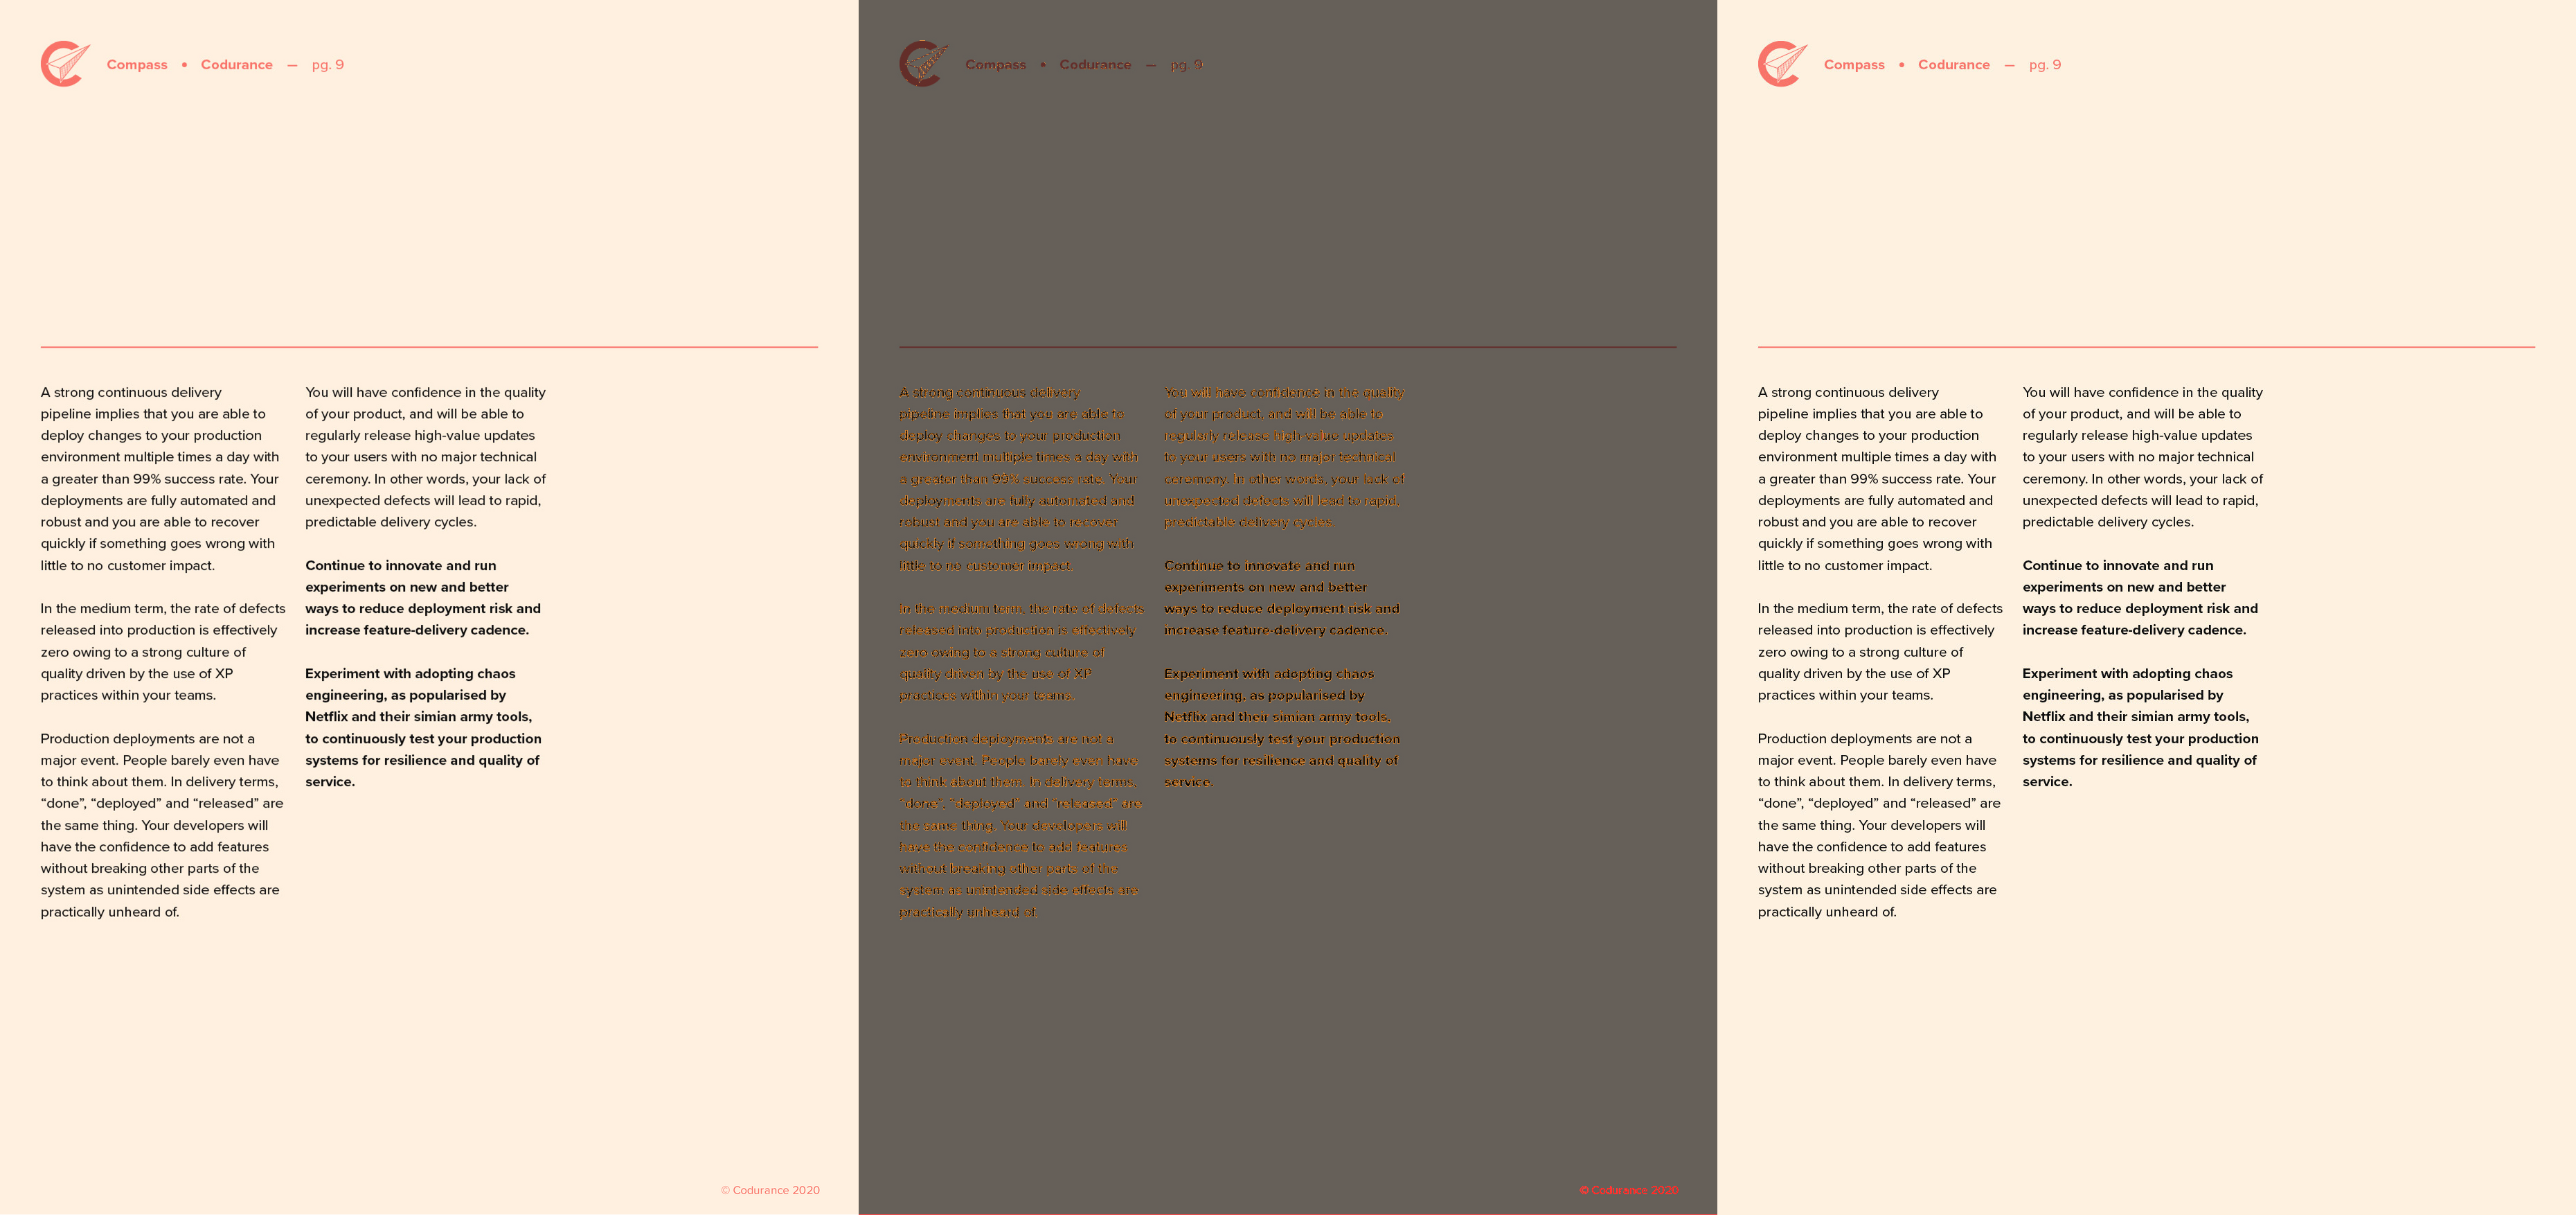 Compass • Codurance — pg. 9
A strong continuous delivery
pipeline implies that you are able to
deploy changes to your production
environment multiple times a day with
a greater than 99% success rate. Your
deployments are fully automated and
robust and you are able to recover
quickly if something goes wrong with
little to no customer impact.
In the medium term, the rate of defects
released into production is effectively
zero owing to a strong culture of
quality driven by the use of XP
practices within your teams.
Production deployments are not a
major event. People barely even have
to think about them. In delivery terms,
“done”, “deployed” and “released” are
the same thing. Your developers will
have the confidence to add features
without breaking other parts of the
system as unintended side effects are
practically unheard of.
You will have confidence in the quality
of your product, and will be able to
regularly release high-value updates
to your users with no major technical
ceremony. In other words, your lack of
unexpected defects will lead to rapid,
predictable delivery cycles.
Continue to innovate and run
experiments on new and better
ways to reduce deployment risk and
increase feature-delivery cadence.
Experiment with adopting chaos
engineering, as popularised by
Netflix and their simian army tools,
to continuously test your production
systems for resilience and quality of
service.
© Codurance 2020
Compass • Codurance — pg. 9
A strong continuous delivery
pipeline implies that you are able to
deploy changes to your production
environment multiple times a day with
a greater than 99% success rate. Your
deployments are fully automated and
robust and you are able to recover
quickly if something goes wrong with
little to no customer impact.
In the medium term, the rate of defects
released into production is effectively
zero owing to a strong culture of
quality driven by the use of XP
practices within your teams.
Production deployments are not a
major event. People barely even have
to think about them. In delivery terms,
“done”, “deployed” and “released” are
the same thing. Your developers will
have the confidence to add features
without breaking other parts of the
system as unintended side effects are
practically unheard of.
You will have confidence in the quality
of your product, and will be able to
regularly release high-value updates
to your users with no major technical
ceremony. In other words, your lack of
unexpected defects will lead to rapid,
predictable delivery cycles.
Continue to innovate and run
experiments on new and better
ways to reduce deployment risk and
increase feature-delivery cadence.
Experiment with adopting chaos
engineering, as popularised by
Netflix and their simian army tools,
to continuously test your production
systems for resilience and quality of
service.
© Codurance 2020
Compass • Codurance — pg. 9
A strong continuous delivery
pipeline implies that you are able to
deploy changes to your production
environment multiple times a day with
a greater than 99% success rate. Your
deployments are fully automated and
robust and you are able to recover
quickly if something goes wrong with
little to no customer impact.
In the medium term, the rate of defects
released into production is effectively
zero owing to a strong culture of
quality driven by the use of XP
practices within your teams.
Production deployments are not a
major event. People barely even have
to think about them. In delivery terms,
“done”, “deployed” and “released” are
the same thing. Your developers will
have the confidence to add features
without breaking other parts of the
system as unintended side effects are
practically unheard of.
You will have confidence in the quality
of your product, and will be able to
regularly release high-value updates
to your users with no major technical
ceremony. In other words, your lack of
unexpected defects will lead to rapid,
predictable delivery cycles.
Continue to innovate and run
experiments on new and better
ways to reduce deployment risk and
increase feature-delivery cadence.
Experiment with adopting chaos
engineering, as popularised by
Netflix and their simian army tools,
to continuously test your production
systems for resilience and quality of
service.